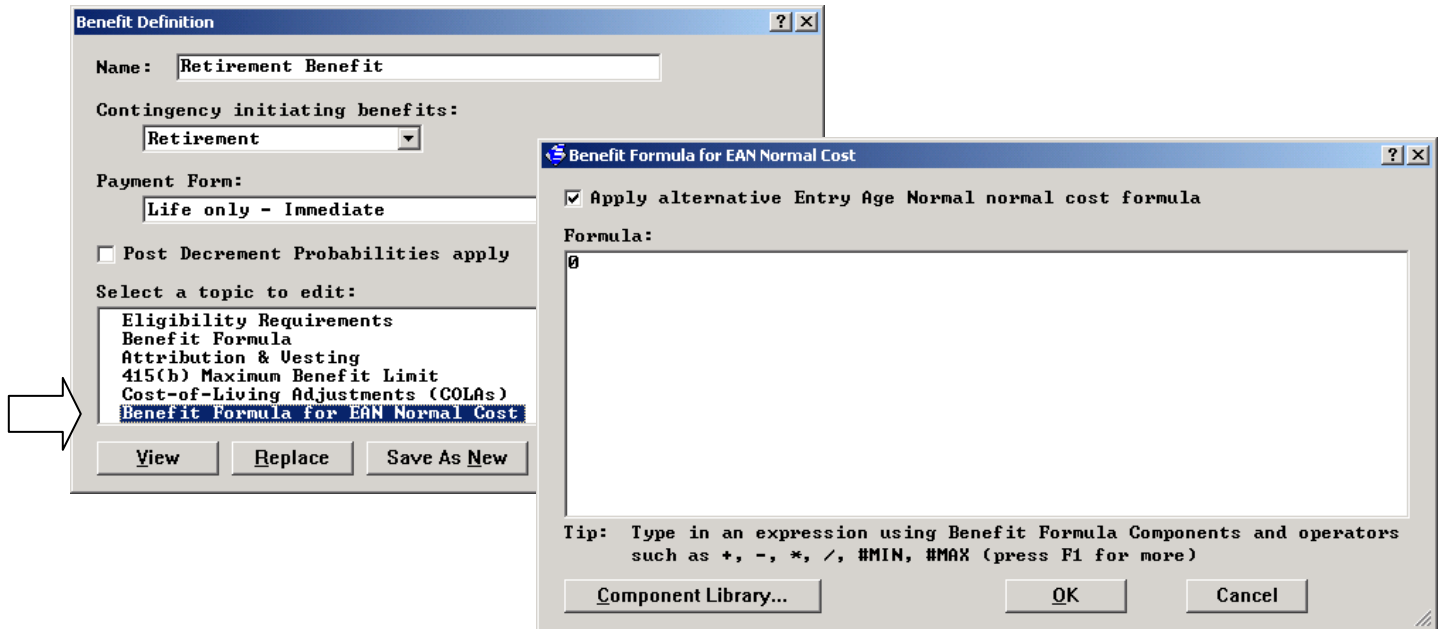 Benefit Definition
Name: Retirement Benefit
Contingency initiating benefits:
Retirement
Payment Form:
Life only - Immediate
Post Decrement Probabilities apply
Select a topic to edit:
Eligibility Requirements
Benefit Formula
Attribution & Vesting
415(b) Maximum Benefit Limit
Cost-of-Living Adjustments (COLAs)
Benefit Formula for EAN Normal Cost
View Replace Save As New
Benefit Formula for EAN Normal Cost
Apply alternative Entry Age Normal normal cost formula
Formula:
0
Tip: Type in an expression using Benefit Formula Components and operators
such as +, -, *, /, #MIN, #MAX (press F1 for more)
Component Library... OK Cancel